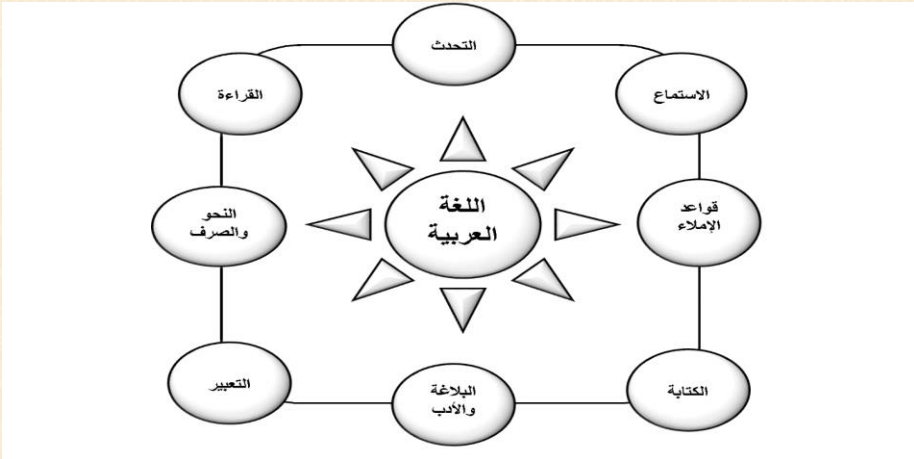 التحدث
الاستماع
القراءة
اللغة
العربية
قواعد
الإملاء
النحو
والصرف
الكتابة
البلاغة
والأدب
التعبير